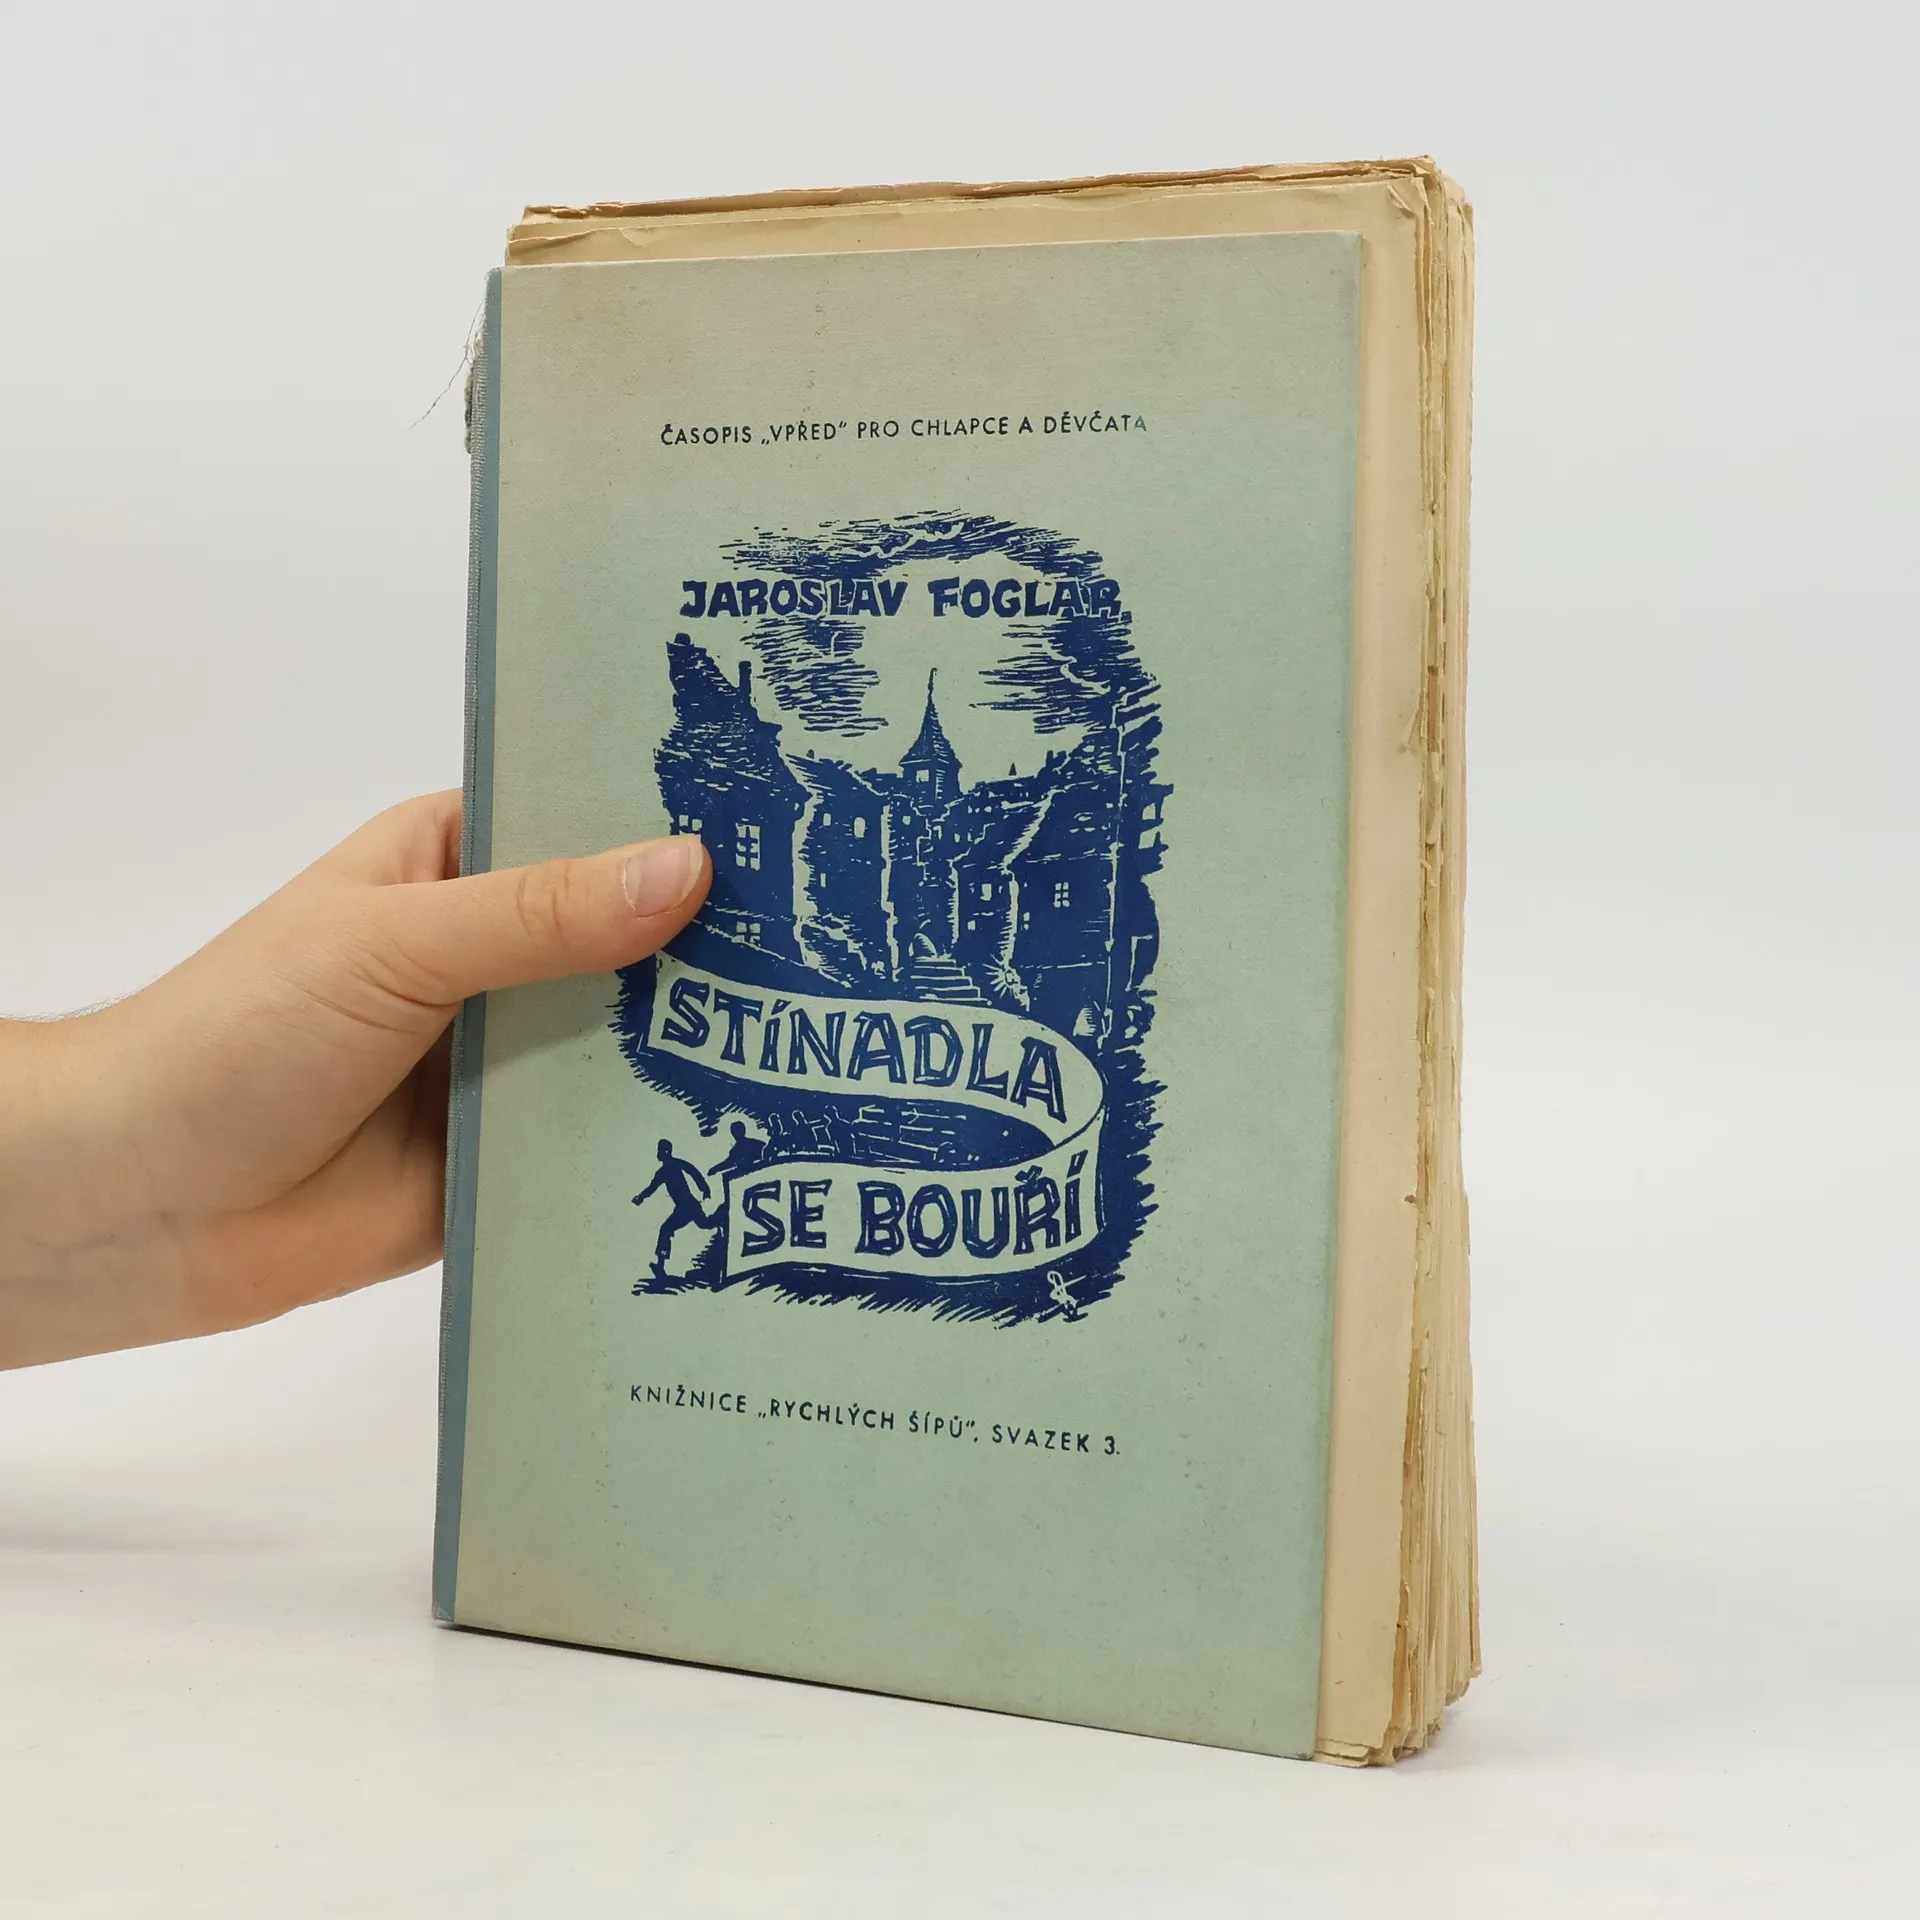 ČASOPIS „VPŘED“ PRO CHLAPCE A DĚVČATA
JAROSLAV FOGLAR
STÍNADLA
SE BOUŘÍ
KNIŽNICE „RYCHLÝCH ŠÍPŮ“, SVAZEK 3.